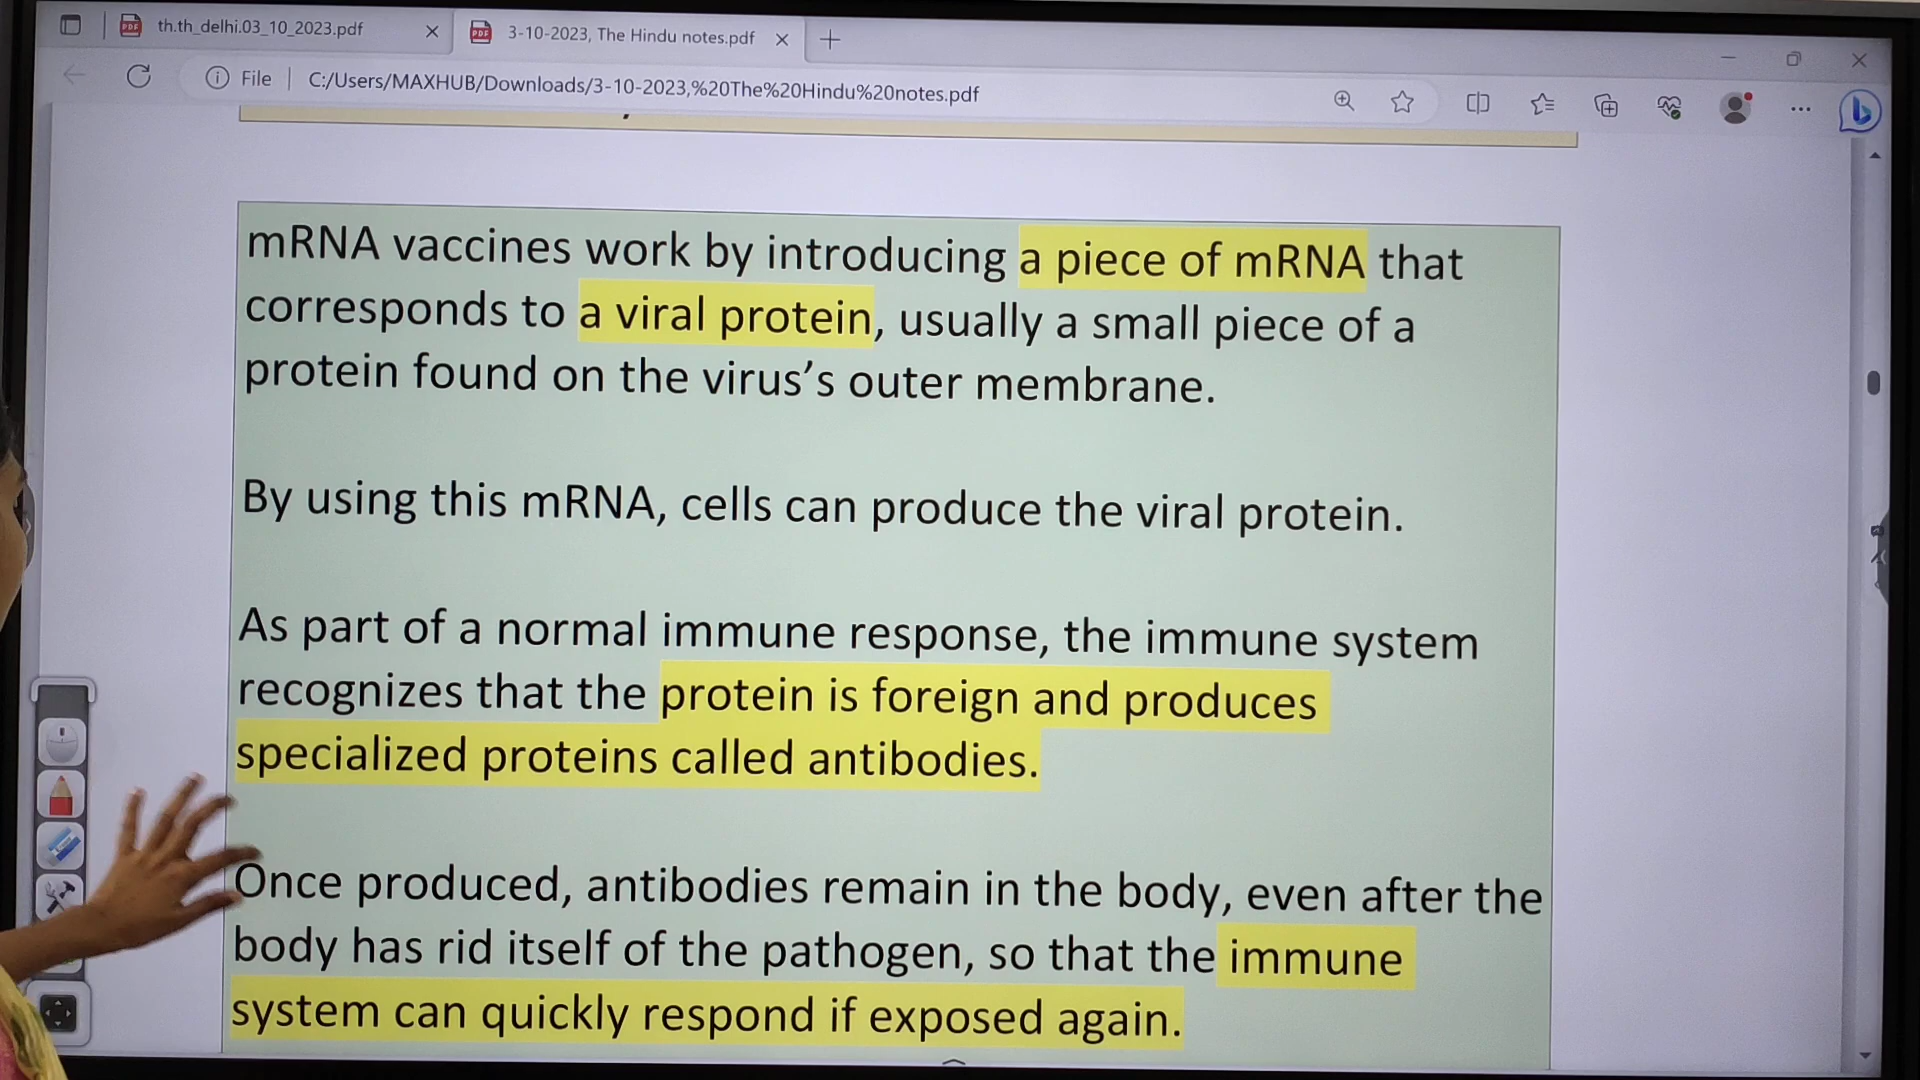 th.th_delhi.03_10_2023.pdf
3-10-2023, The Hindu notes.pdf
File
C:/Users/MAXHUB/Downloads/3-10-2023,%20The%20Hindu%20notes.pdf
mRNA vaccines work by introducing a piece of mRNA that
corresponds to a viral protein, usually a small piece of a
protein found on the virus’s outer membrane.
By using this mRNA, cells can produce the viral protein.
As part of a normal immune response, the immune system
recognizes that the protein is foreign and produces
specialized proteins called antibodies.
Once produced, antibodies remain in the body, even after the
body has rid itself of the pathogen, so that the immune
system can quickly respond if exposed again.